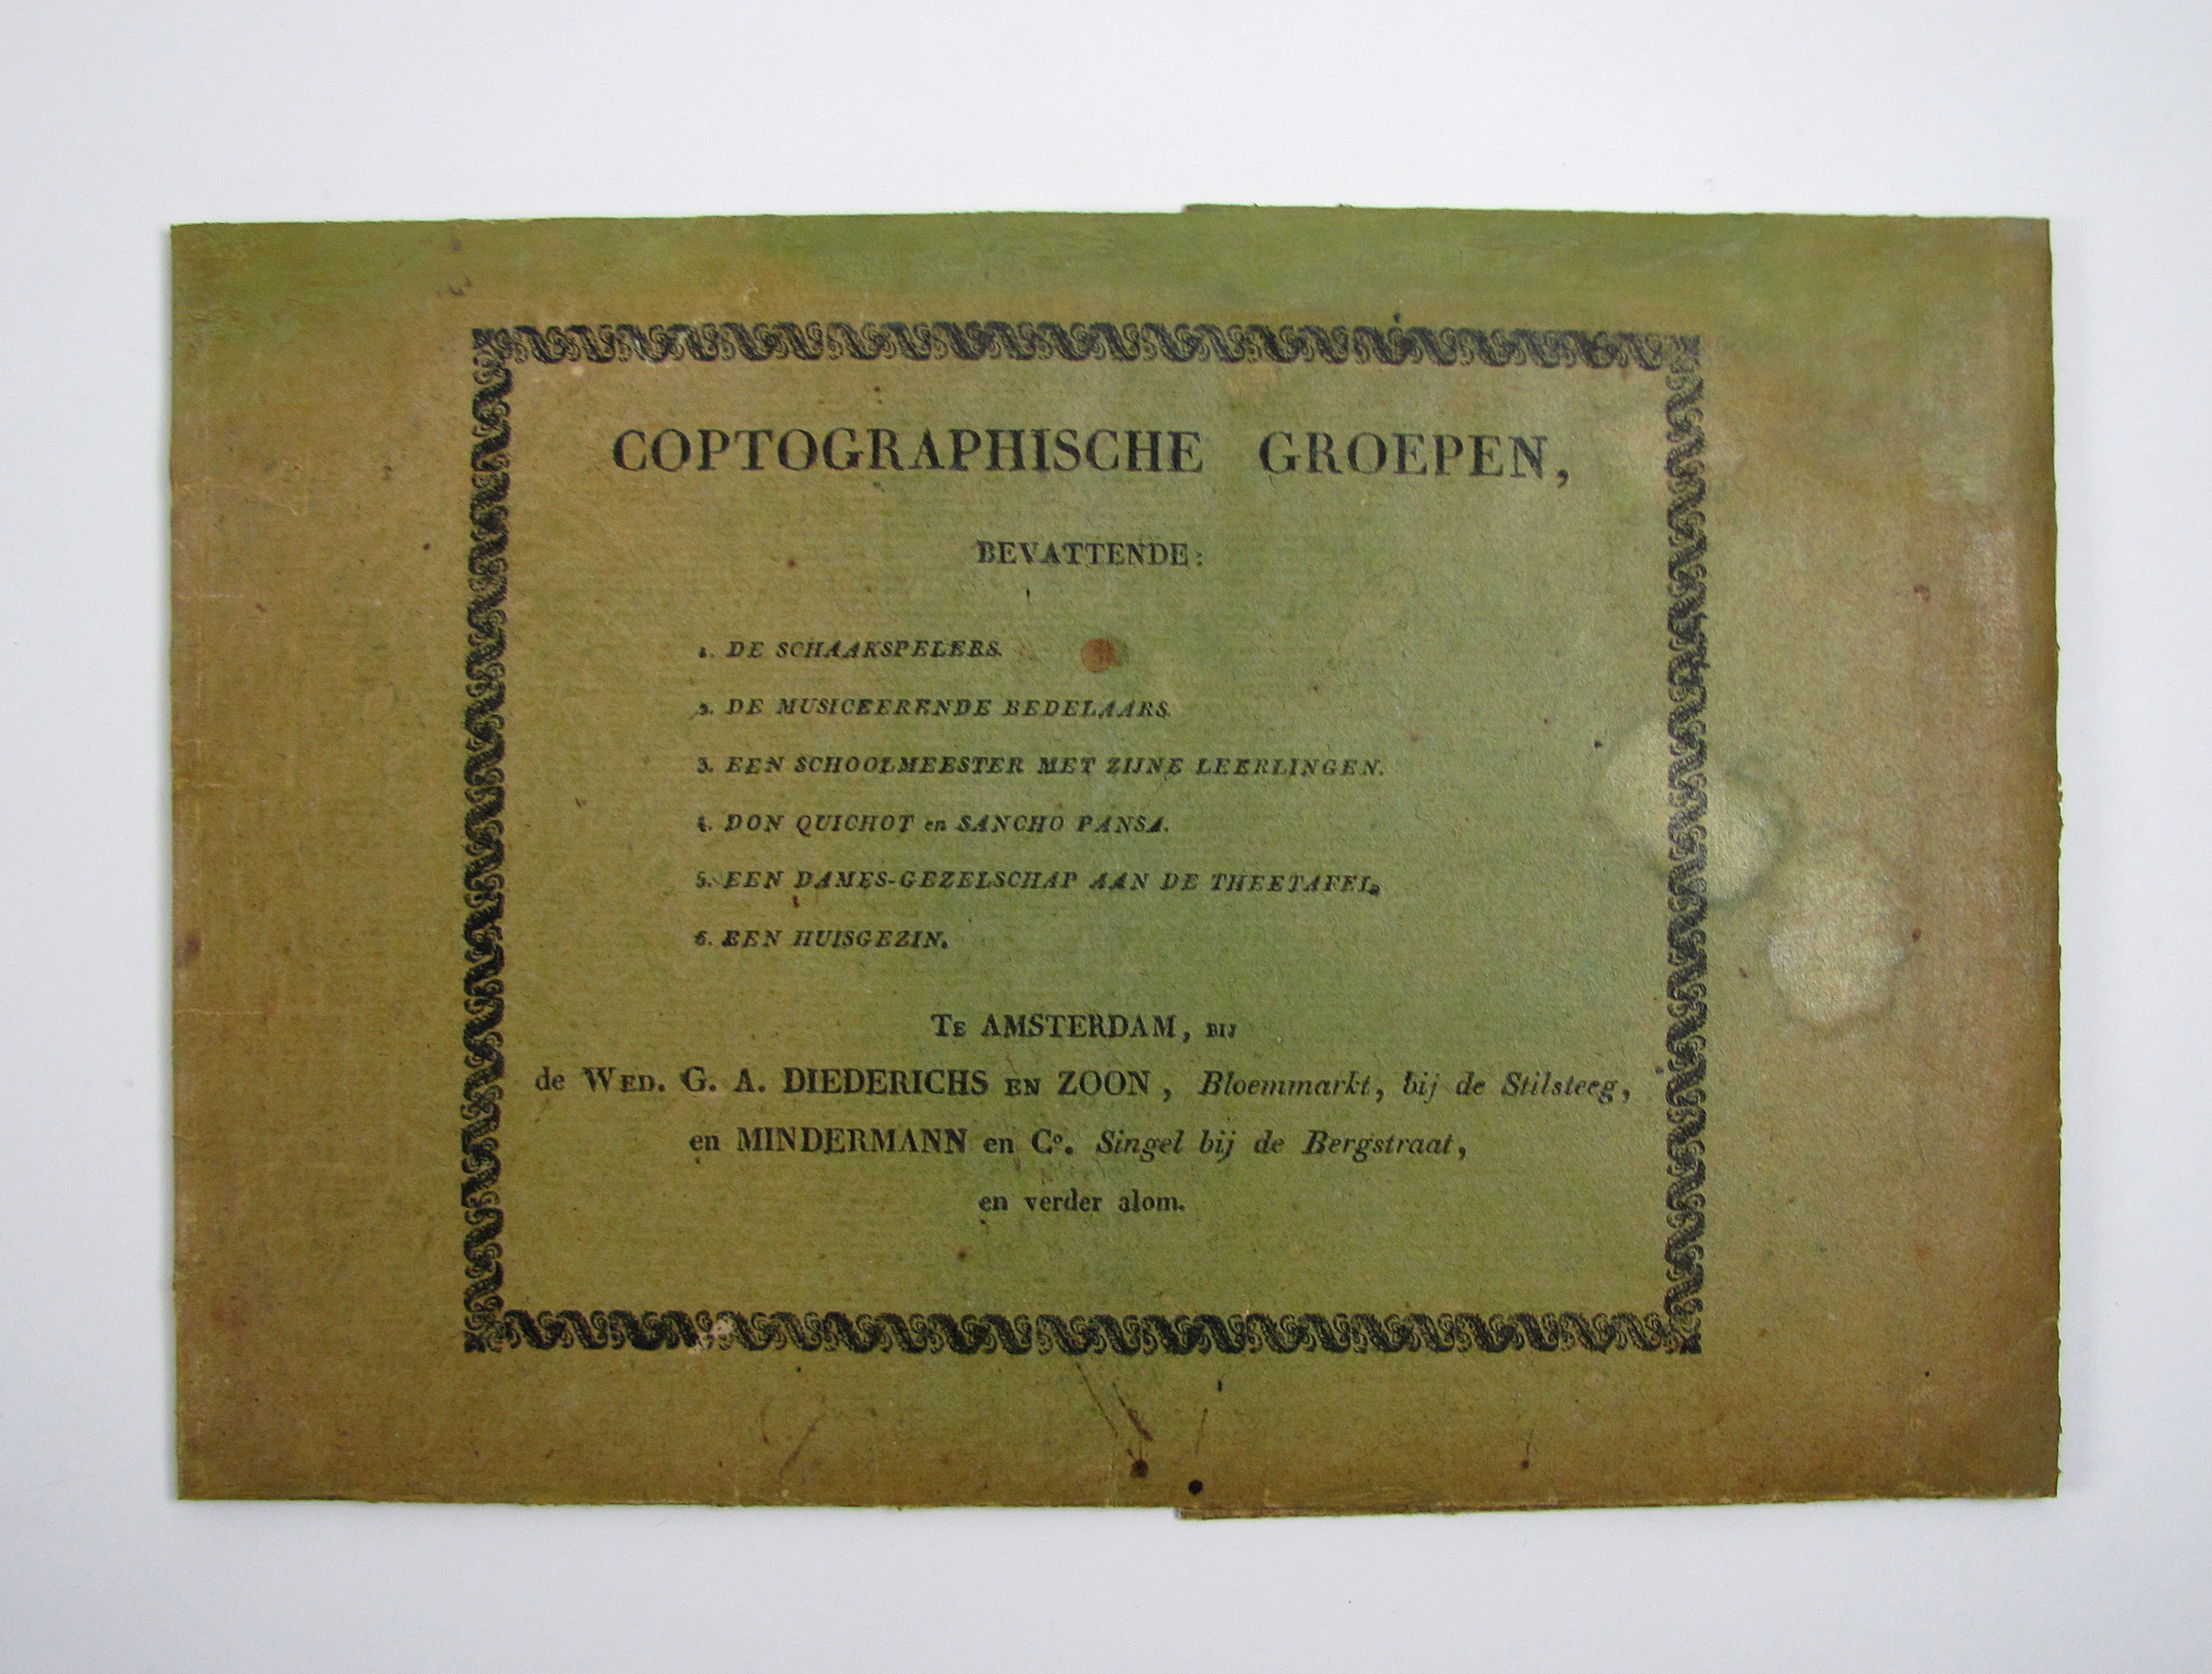 COPTOGRAPHISCHE GROEPEN,
BEVATTENDE:
1. DE SCHAAKSPELERS.
2. DE MUSICEERENDE BEDELAARS.
3. EEN SCHOOLMEESTER MET ZIJNE LEERLINGEN.
4. DON QUICHOT en SANCHO PANSA.
5. EEN DAMES-GEZELSCHAP AAN DE THEETAFEL.
6. EEN HUISGEZIN.
TE AMSTERDAM, BIJ
de WED. G. A. DIEDERICHS EN ZOON, Bloemmarkt, bij de Stilsteeg,
en MINDERMANN en Co. Singel bij de Bergstraat,
en verder alom.